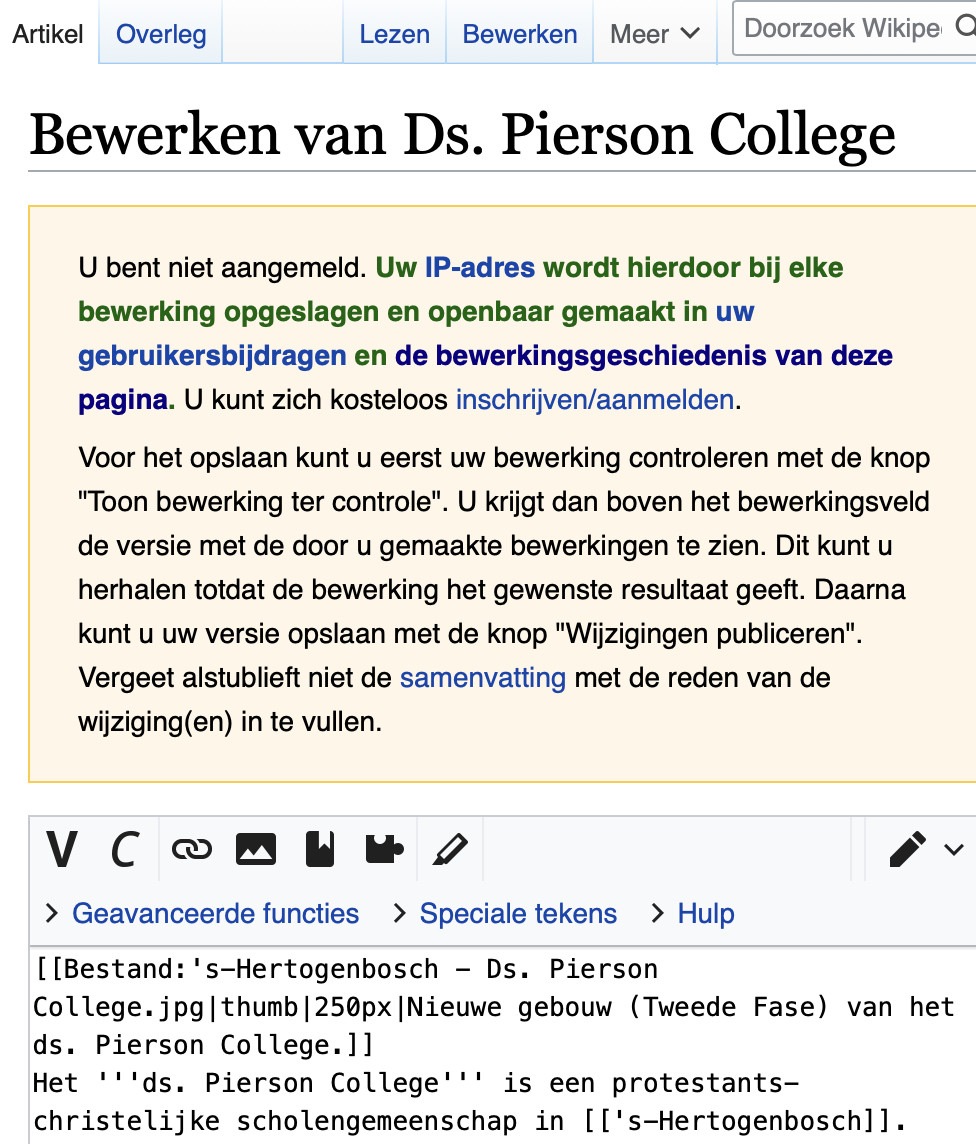 Artikel Overleg Lezen Bewerken Meer Doorzoek Wikipe
Bewerken van Ds. Pierson College
U bent niet aangemeld. Uw IP-adres wordt hierdoor bij elke
bewerking opgeslagen en openbaar gemaakt in uw
gebruikersbijdragen en de bewerkingsgeschiedenis van deze
pagina. U kunt zich kosteloos inschrijven/aanmelden.
Voor het opslaan kunt u eerst uw bewerking controleren met de knop
"Toon bewerking ter controle". U krijgt dan boven het bewerkingsveld
de versie met de door u gemaakte bewerkingen te zien. Dit kunt u
herhalen totdat de bewerking het gewenste resultaat geeft. Daarna
kunt u uw versie opslaan met de knop "Wijzigingen publiceren".
Vergeet alstublieft niet de samenvatting met de reden van de
wijziging(en) in te vullen.
V C
Geavanceerde functies Speciale tekens Hulp
[[Bestand:'s-Hertogenbosch - Ds. Pierson
College.jpg|thumb|250px|Nieuwe gebouw (Tweede Fase) van het
ds. Pierson College.]]
Het '''ds. Pierson College''' is een protestants-
christelijke scholengemeenschap in [['s-Hertogenbosch]].